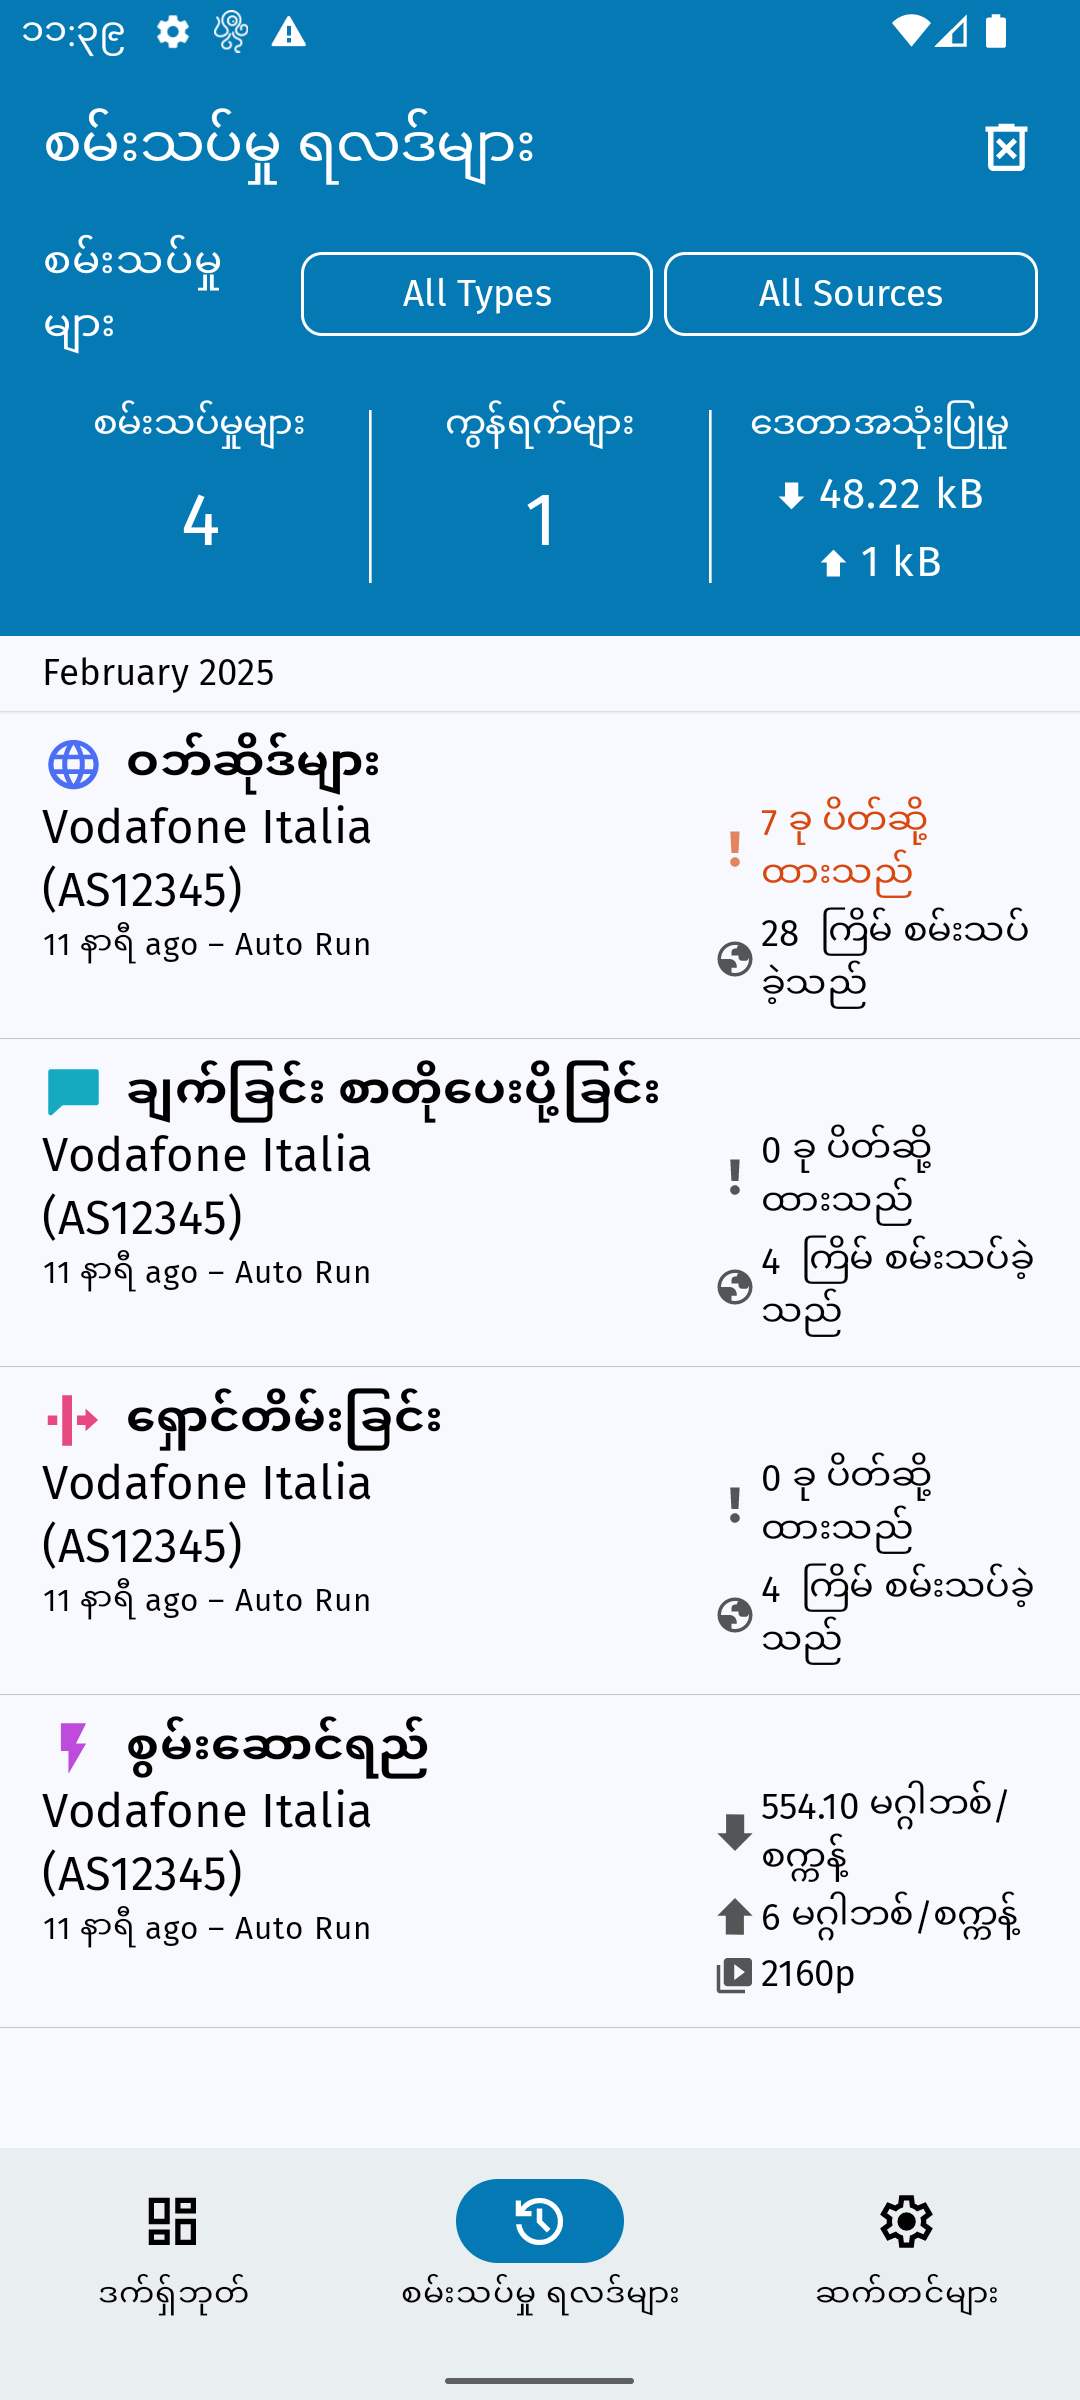 ၁၁:၃၉
စမ်းသပ်မှု ရလဒ်များ
စမ်းသပ်မှု
များ
All Types
All Sources
စမ်းသပ်မှုများ
ကွန်ရက်များ
ဒေတာအသုံးပြုမှု
4
1
48.22 kB
1 kB
February 2025
ဝဘ်ဆိုဒ်များ
Vodafone Italia
(AS12345)
11 နာရီ ago – Auto Run
7 ခု ပိတ်ဆို့
ထားသည်
28 ကြိမ် စမ်းသပ်
ခဲ့သည်
ချက်ခြင်း စာတိုပေးပို့ခြင်း
Vodafone Italia
(AS12345)
11 နာရီ ago – Auto Run
0 ခု ပိတ်ဆို့
ထားသည်
4 ကြိမ် စမ်းသပ်ခဲ့
သည်
ရှောင်တိမ်းခြင်း
Vodafone Italia
(AS12345)
11 နာရီ ago – Auto Run
0 ခု ပိတ်ဆို့
ထားသည်
4 ကြိမ် စမ်းသပ်ခဲ့
သည်
စွမ်းဆောင်ရည်
Vodafone Italia
(AS12345)
11 နာရီ ago – Auto Run
554.10 မဂ္ဂါဘစ်/
စက္ကန့်
6 မဂ္ဂါဘစ်/စက္ကန့်
2160p
ဒက်ရှ်ဘုတ်
စမ်းသပ်မှု ရလဒ်များ
ဆက်တင်များ